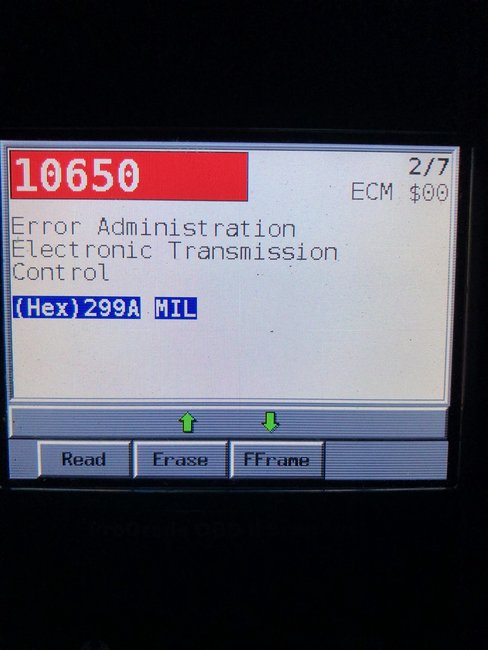 10650
2/7
ECM $00
Error Administration
Electronic Transmission
Control
(Hex)299A MIL
Read Erase FFrame